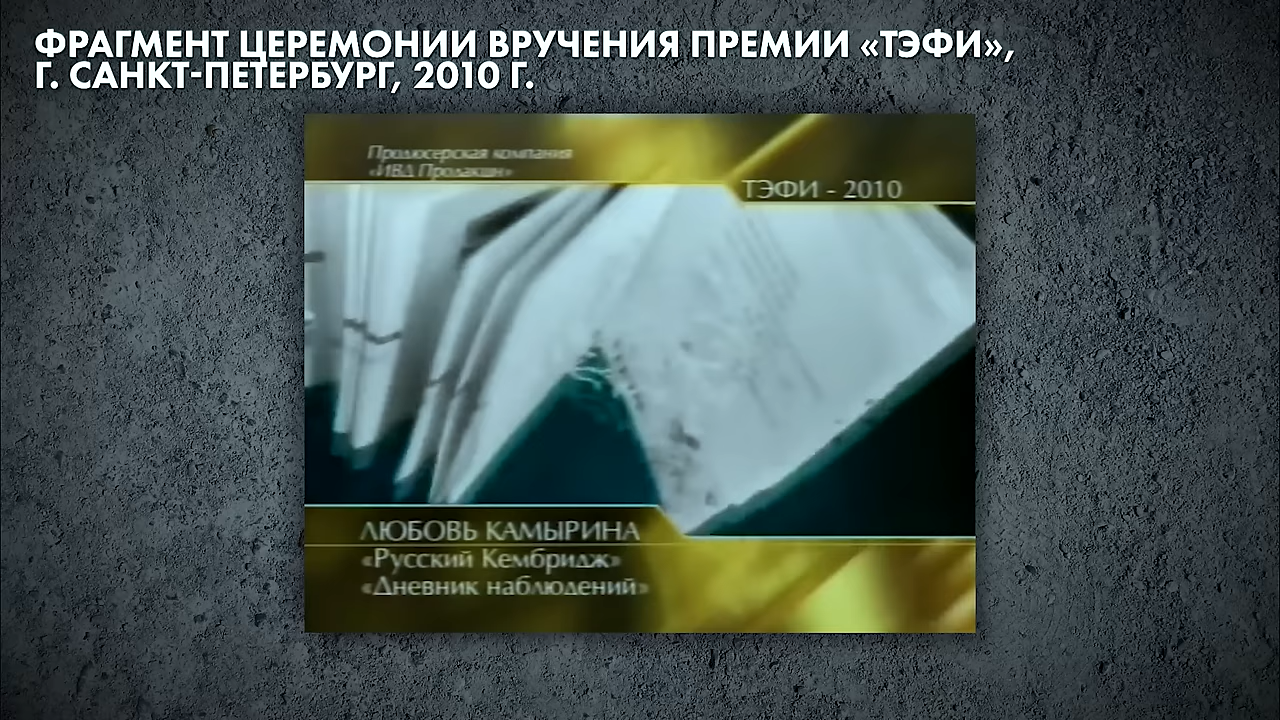 ФРАГМЕНТ ЦЕРЕМОНИИ ВРУЧЕНИЯ ПРЕМИИ «ТЭФИ»,
Г. САНКТ-ПЕТЕРБУРГ, 2010 Г.
Продюсерская компания
«ИВД Продакшн»
ТЭФИ - 2010
ЛЮБОВЬ КАМЫРИНА
«Русский Кембридж»
«Дневник наблюдений»